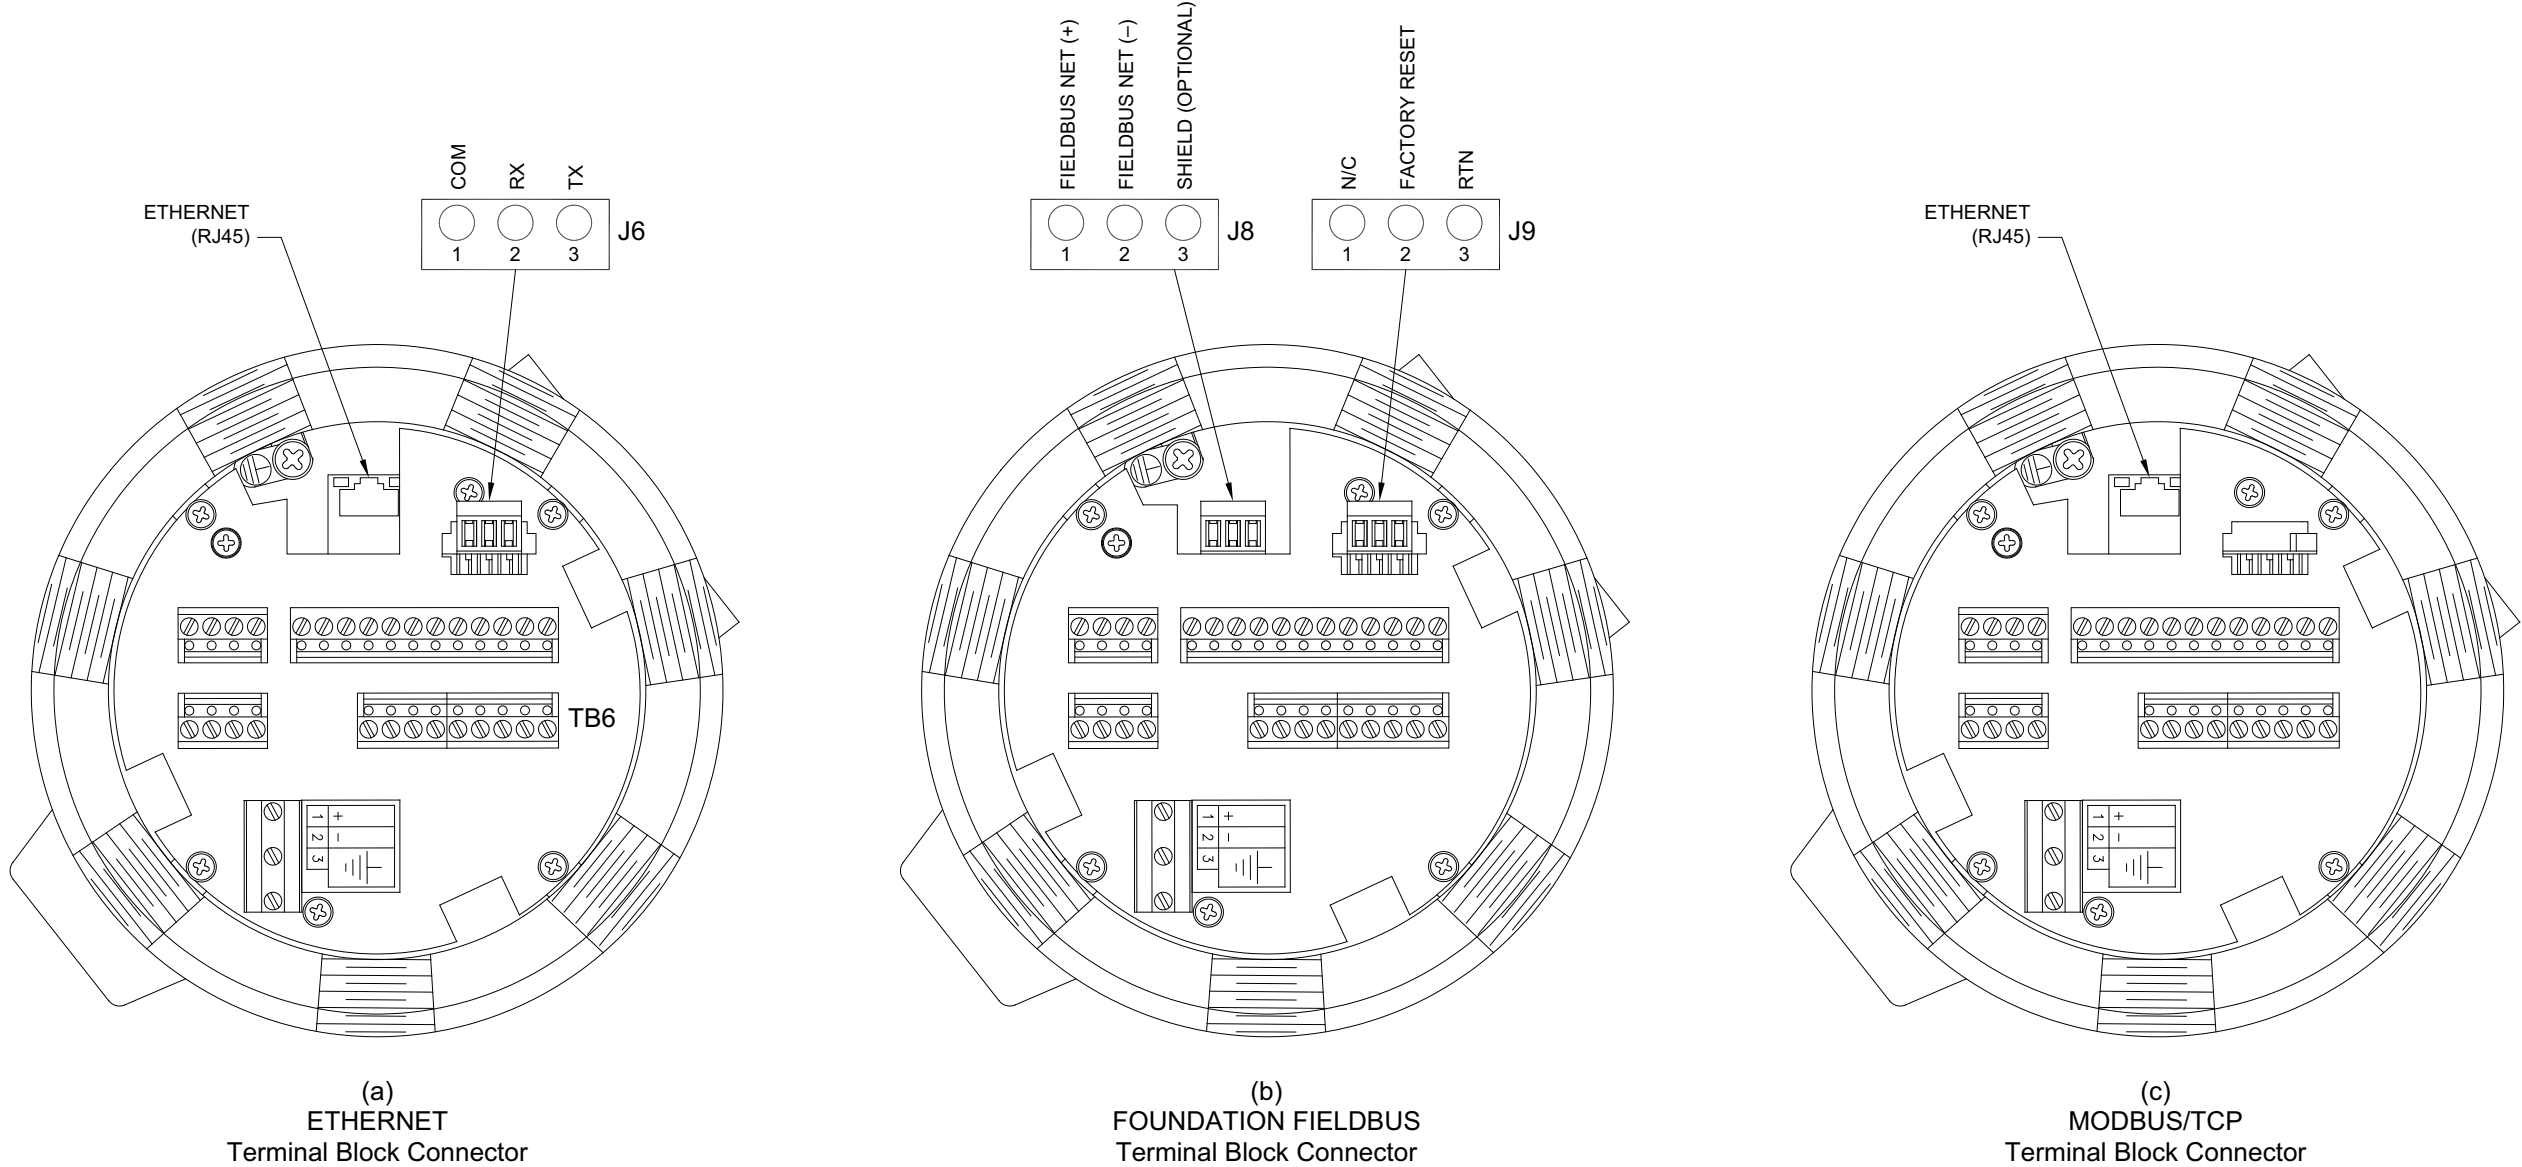 COM
RX
TX
ETHERNET
(RJ45)
1
2
3
J6
TB6
1 +
2 −
3
(a)
ETHERNET
Terminal Block Connector
FIELDBUS NET (+)
FIELDBUS NET (–)
SHIELD (OPTIONAL)
1
2
3
J8
N/C
FACTORY RESET
RTN
1
2
3
J9
1 +
2 −
3
(b)
FOUNDATION FIELDBUS
Terminal Block Connector
ETHERNET
(RJ45)
1 +
2 −
3
(c)
MODBUS/TCP
Terminal Block Connector